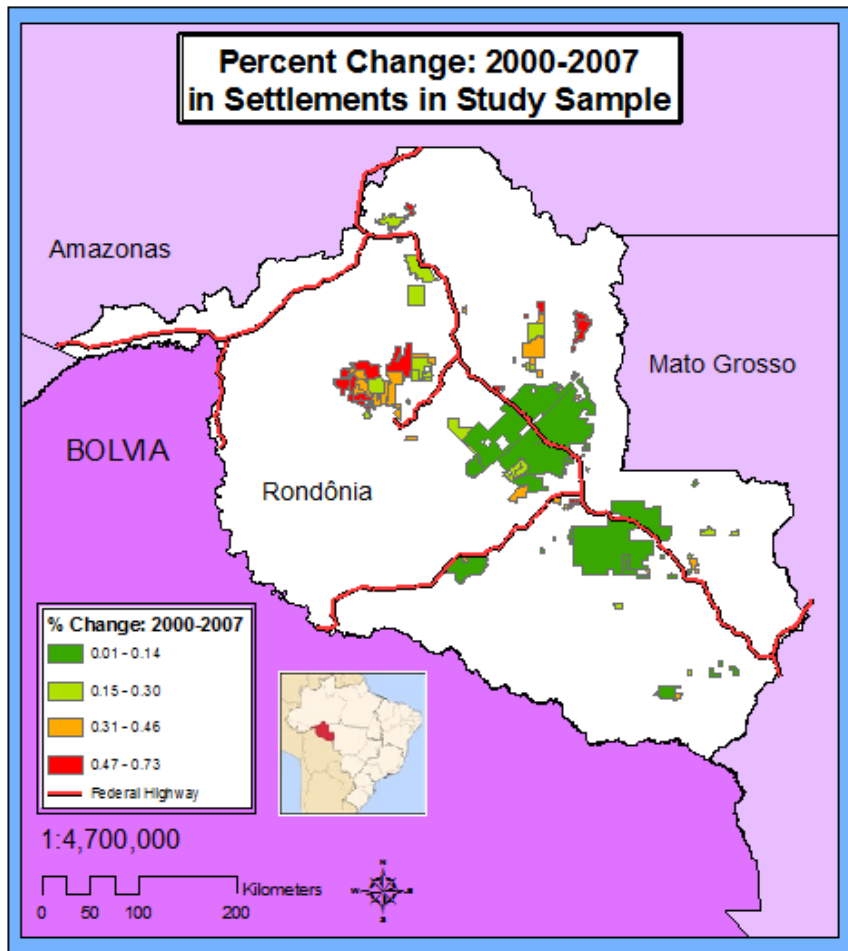 Percent Change: 2000-2007
in Settlements in Study Sample
Amazonas
Mato Grosso
BOLVIA
Rondônia
% Change: 2000-2007
0.01 - 0.14
0.15 - 0.30
0.31 - 0.46
0.47 - 0.73
Federal Highway
1:4,700,000
Kilometers
0 50 100 200
N
W E
S